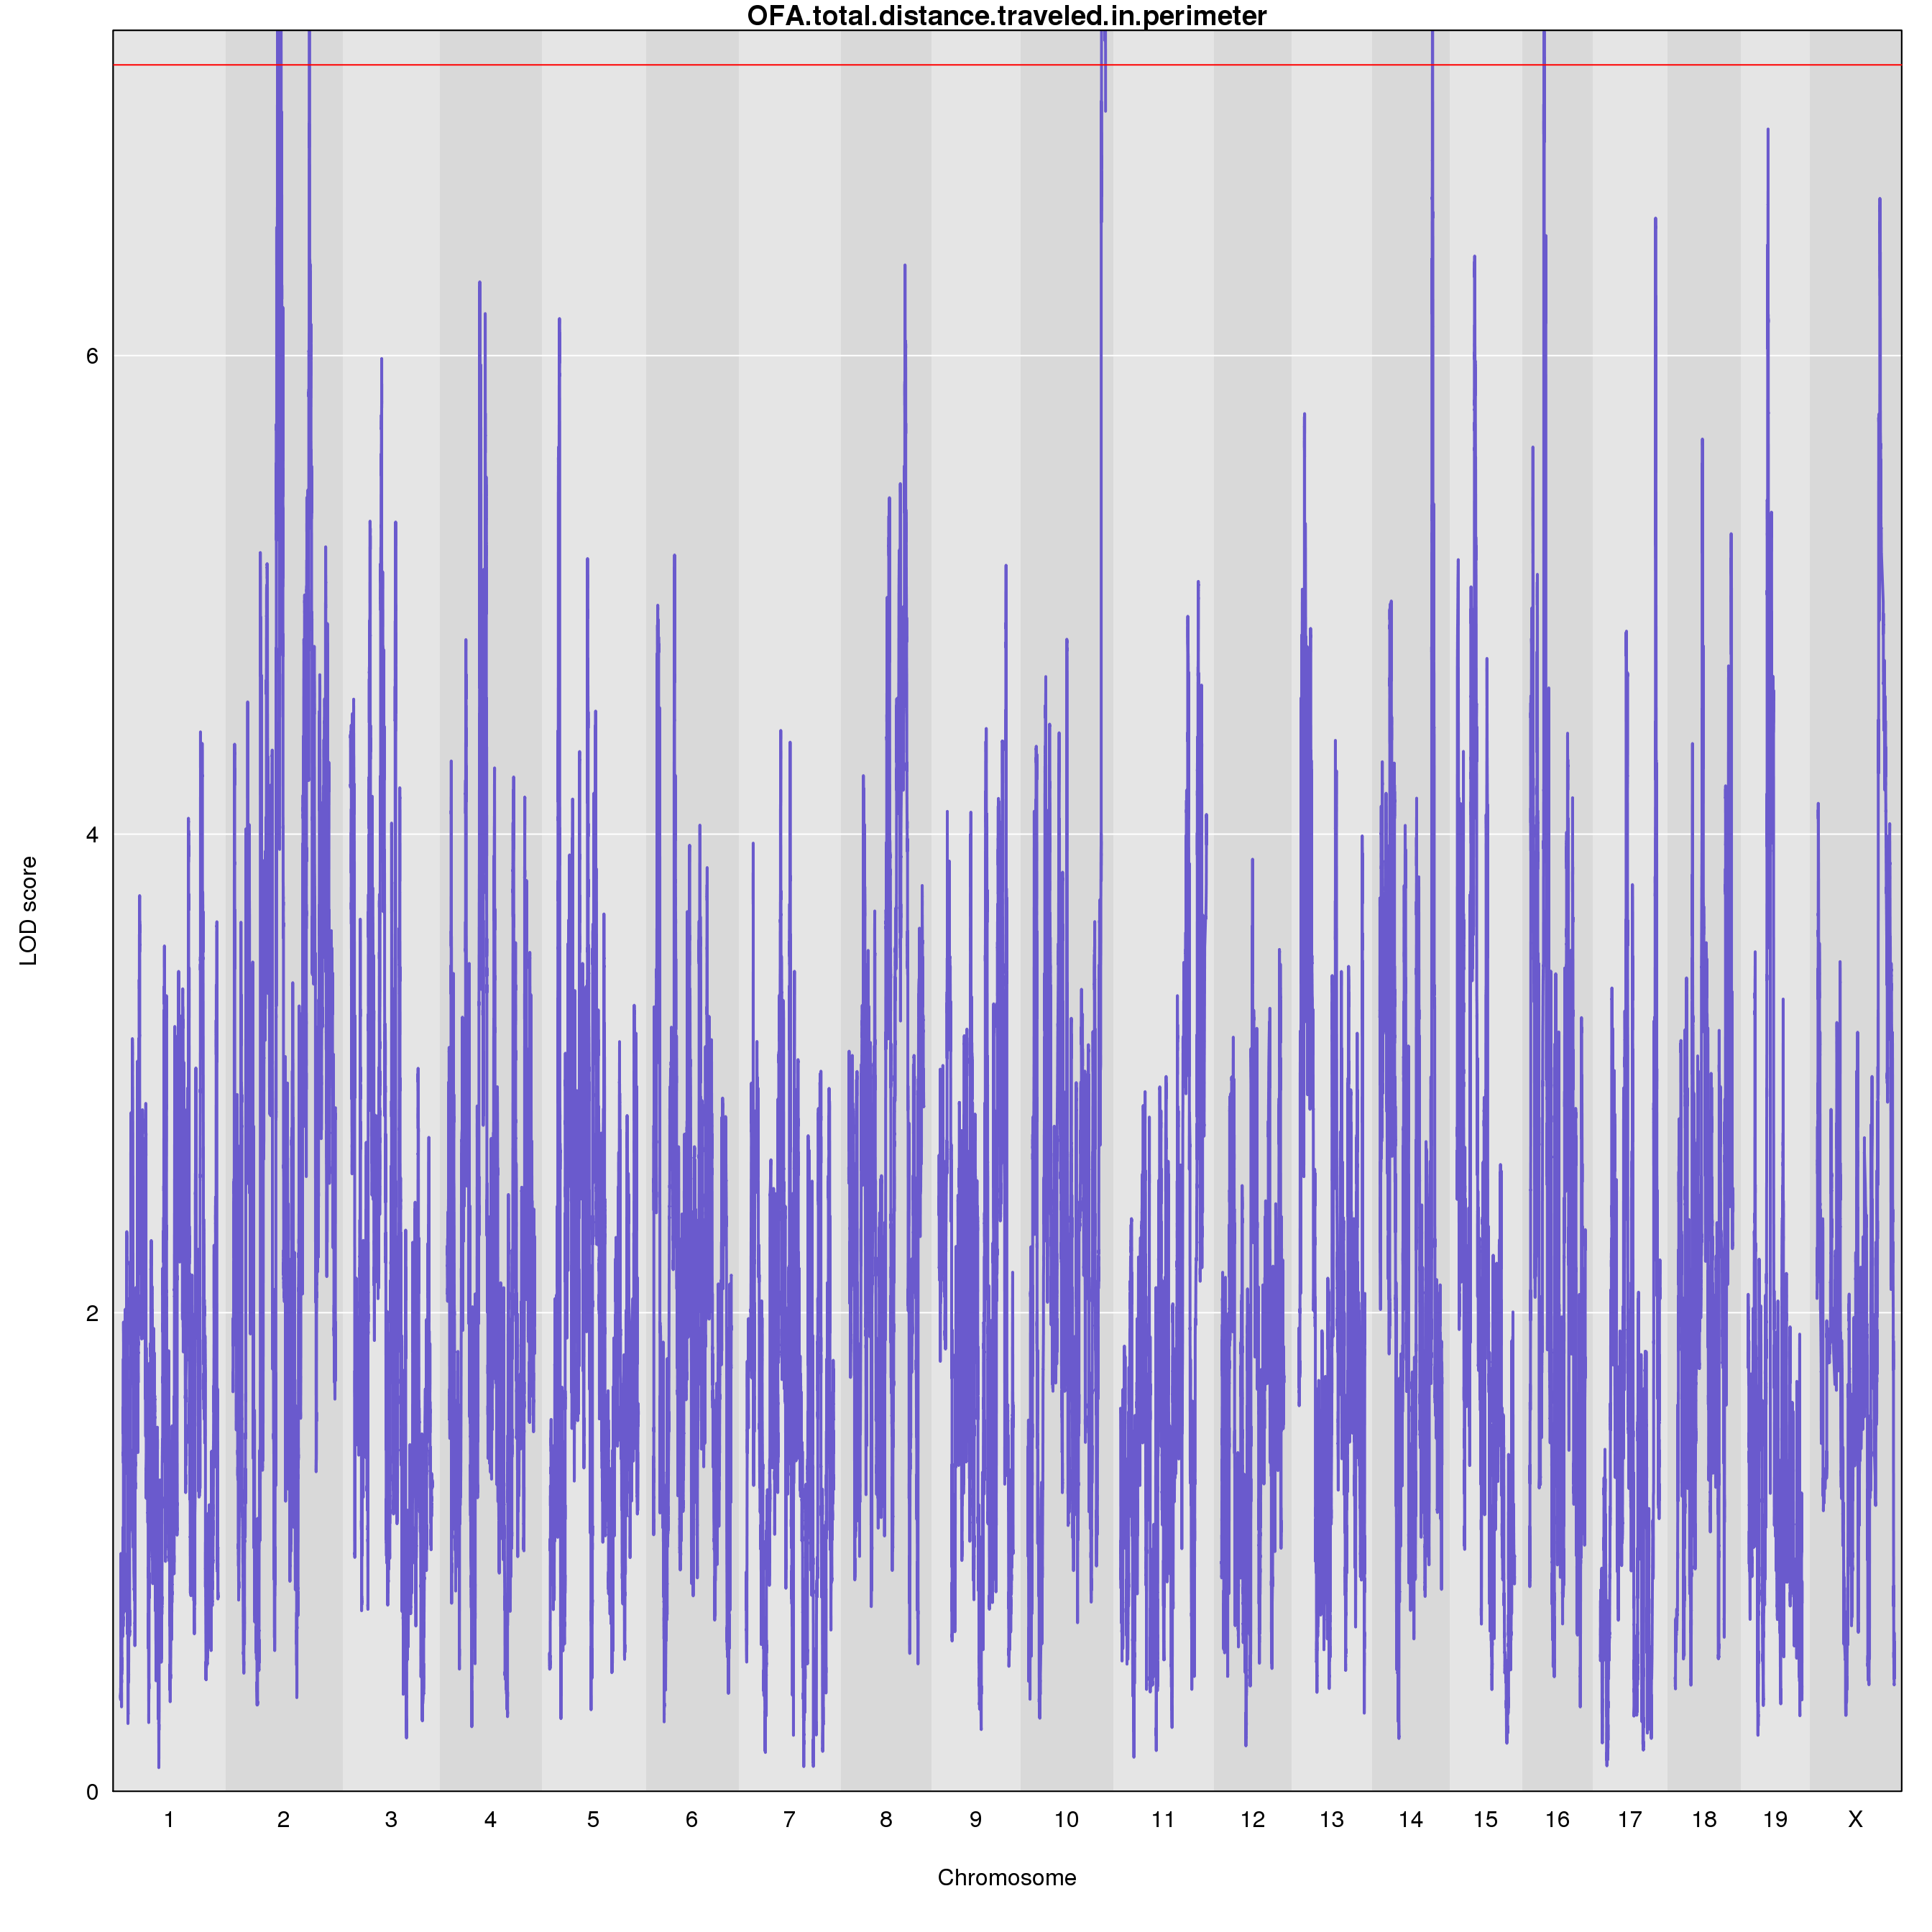 OFA.total.distance.traveled.in.perimeter
6
4
2
0
LOD score
1 2 3 4 5 6 7 8 9 10 11 12 13 14 15 16 17 18 19 X
Chromosome